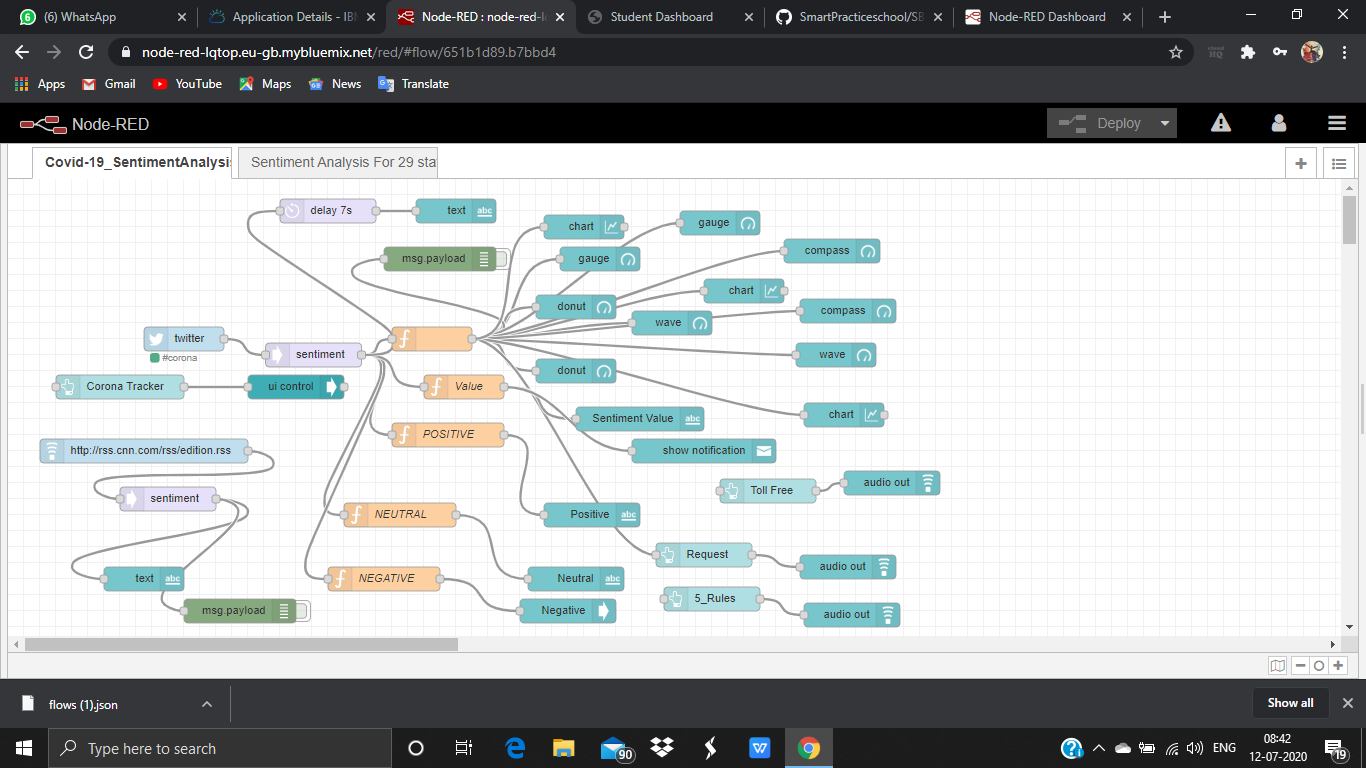 (6) WhatsApp
Application Details - IBM
Node-RED : node-red-l
Student Dashboard
SmartPracticeschool/SB
Node-RED Dashboard
node-red-lqtop.eu-gb.mybluemix.net/red/#flow/651b1d89.b7bbd4
Apps
Gmail
YouTube
Maps
News
Translate
Node-RED
Deploy
Covid-19_SentimentAnalysis
Sentiment Analysis For 29 sta
delay 7s
text
abc
chart
gauge
msg.payload
gauge
compass
chart
donut
wave
compass
twitter
#corona
sentiment
wave
Corona Tracker
ui control
Value
donut
Sentiment Value
abc
chart
POSITIVE
http://rss.cnn.com/rss/edition.rss
show notification
sentiment
Toll Free
audio out
NEUTRAL
Positive
abc
Request
audio out
text
abc
NEGATIVE
Neutral
abc
5_Rules
msg.payload
Negative
audio out
flows (1).json
Show all
Type here to search
90
ENG
08:42
12-07-2020
19